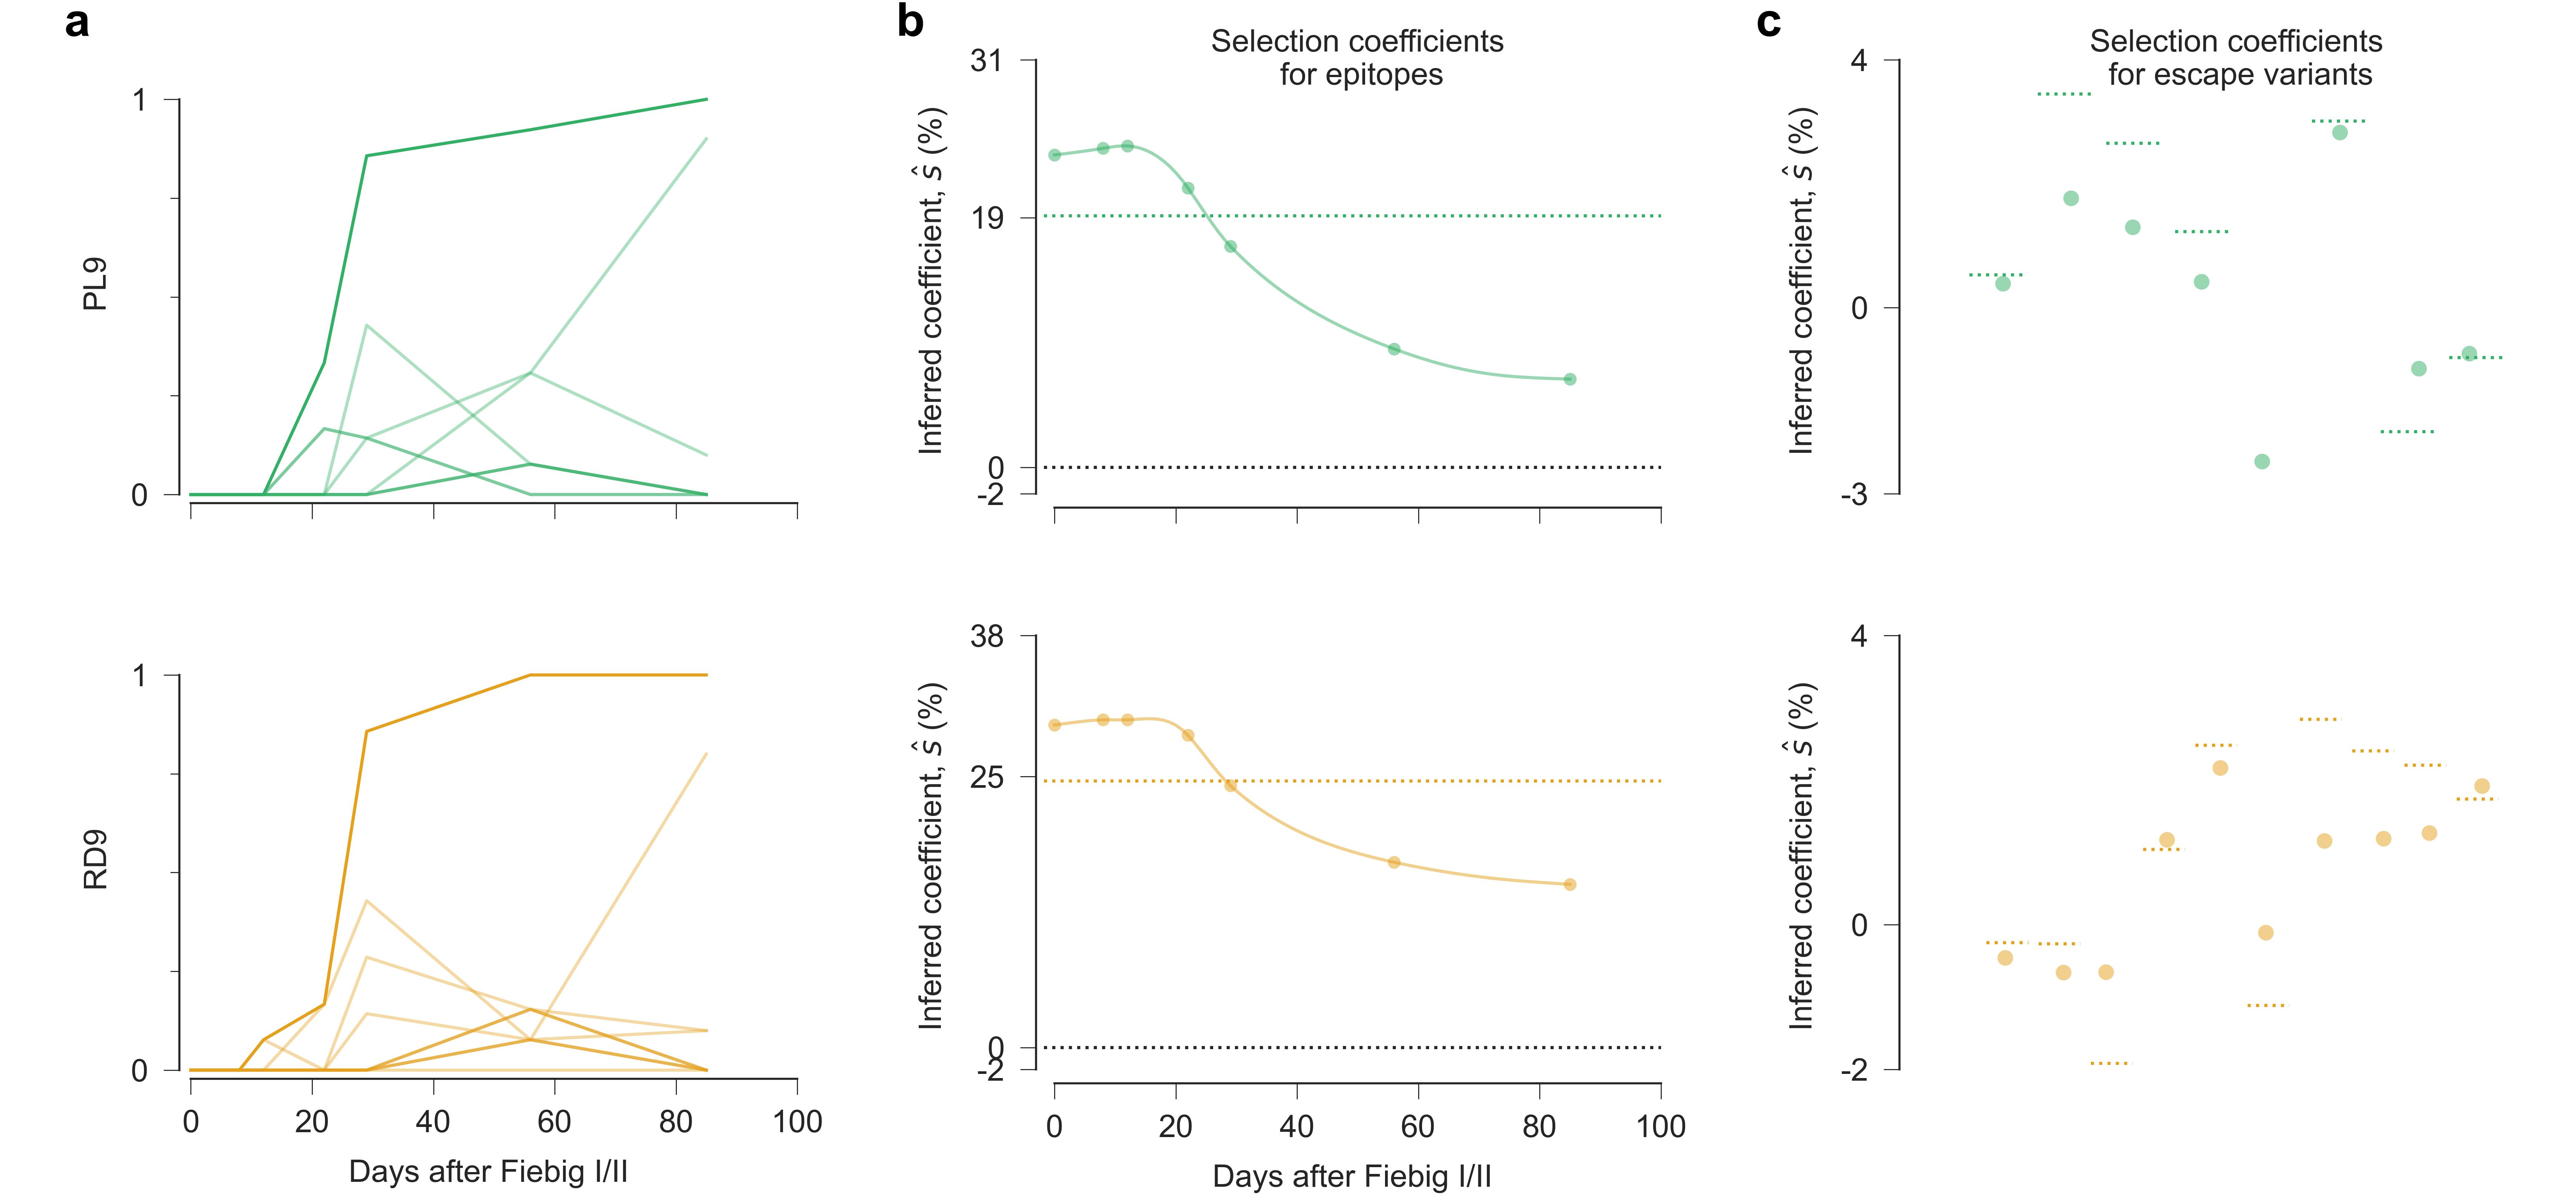 a
b
c
Selection coefficients
for epitopes
Selection coefficients
for escape variants
PL9
1
0
Inferred coefficient, ŝ (%)
31
19
0
-2
Inferred coefficient, ŝ (%)
4
0
-3
RD9
1
0
0 20 40 60 80 100
Days after Fiebig I/II
Inferred coefficient, ŝ (%)
38
25
0
-2
0 20 40 60 80 100
Days after Fiebig I/II
Inferred coefficient, ŝ (%)
4
0
-2